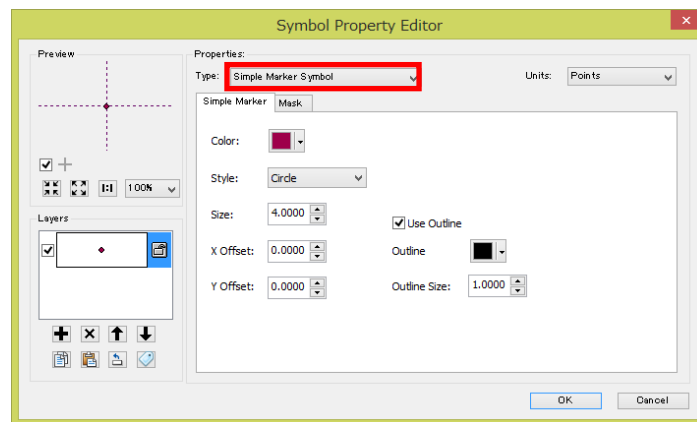 Symbol Property Editor
Preview
Properties:
Type: Simple Marker Symbol
Units: Points
Simple Marker
Mask
Color:
Style: Circle
Size: 4.0000
Use Outline
X Offset: 0.0000
Outline
Y Offset: 0.0000
Outline Size: 1.0000
1:1
100%
Layers
OK
Cancel